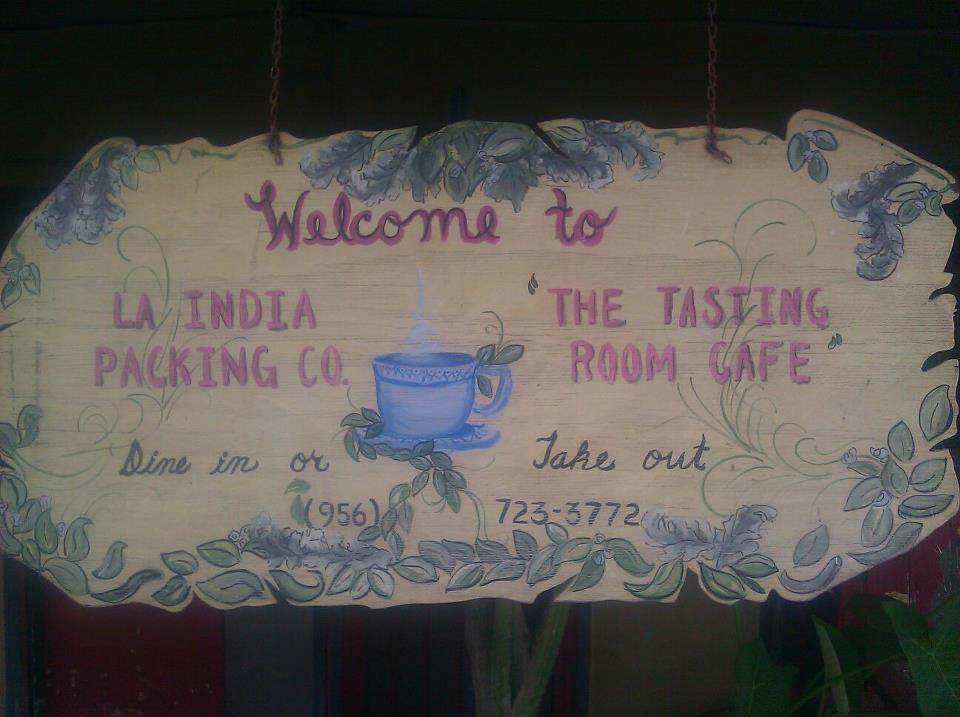 Welcome to
LA INDIA PACKING CO.
"THE TASTING ROOM CAFE"
Dine in or Take out
(956) 723-3772